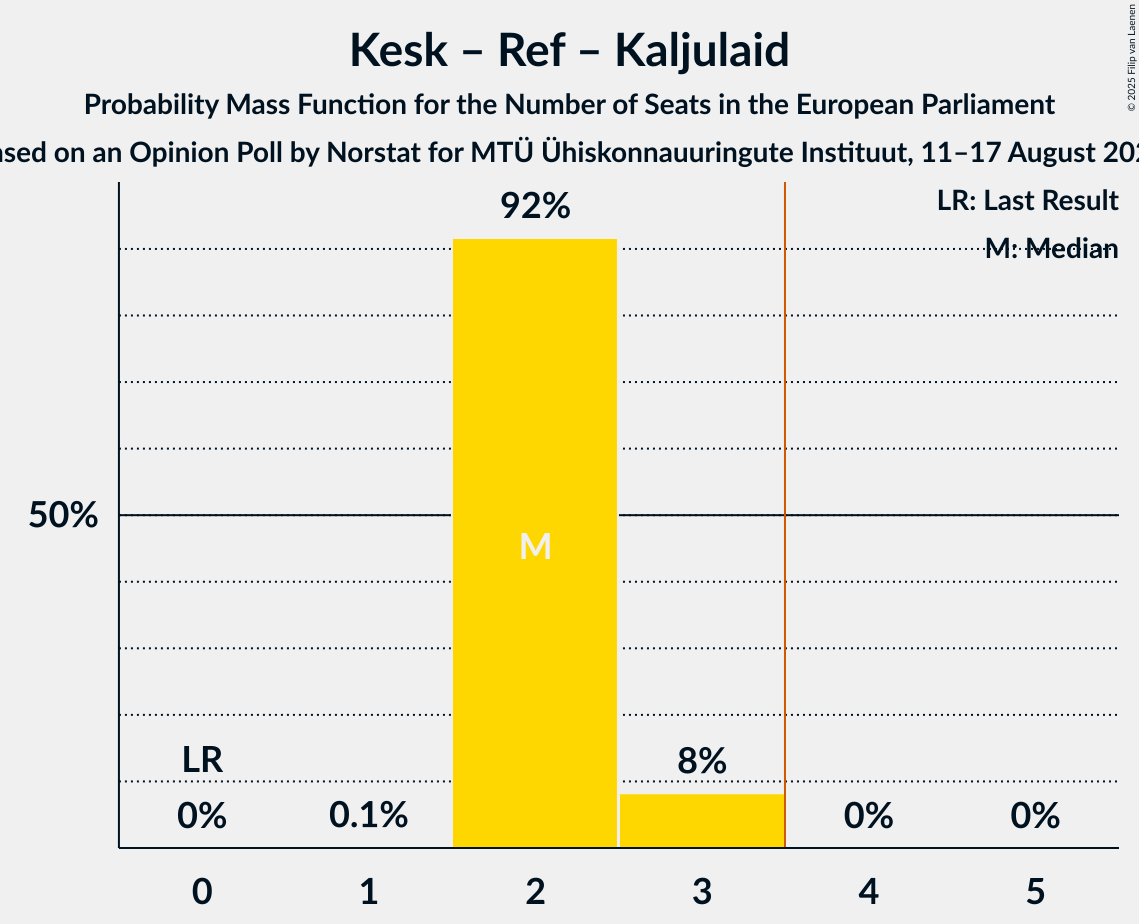 Kesk – Ref – Kaljulaid
Probability Mass Function for the Number of Seats in the European Parliament
on an Opinion Poll by Norstat for MTÜ Ühiskonnauuringute Instituut, 11–17 August
© 2025 Filip van Laenen
LR: Last Result
M: Median
92%
50%
M
LR
8%
0%
0.1%
0%
0%
0
1
2
3
4
5